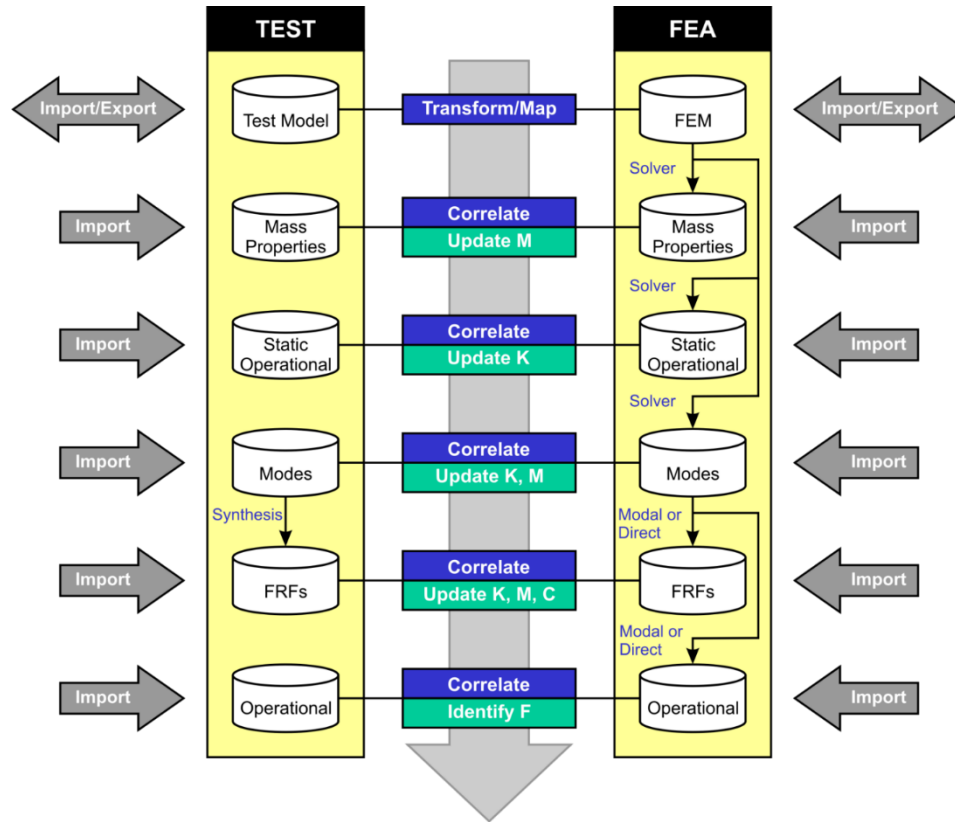 TEST
FEA
Import/Export
Test Model
Transform/Map
FEM
Import/Export
Solver
Import
Mass
Properties
Correlate
Update M
Mass
Properties
Import
Solver
Import
Static
Operational
Correlate
Update K
Static
Operational
Import
Solver
Import
Modes
Correlate
Update K, M
Modes
Import
Synthesis
Modal or
Direct
Import
FRFs
Correlate
Update K, M, C
FRFs
Import
Modal or
Direct
Import
Operational
Correlate
Identify F
Operational
Import